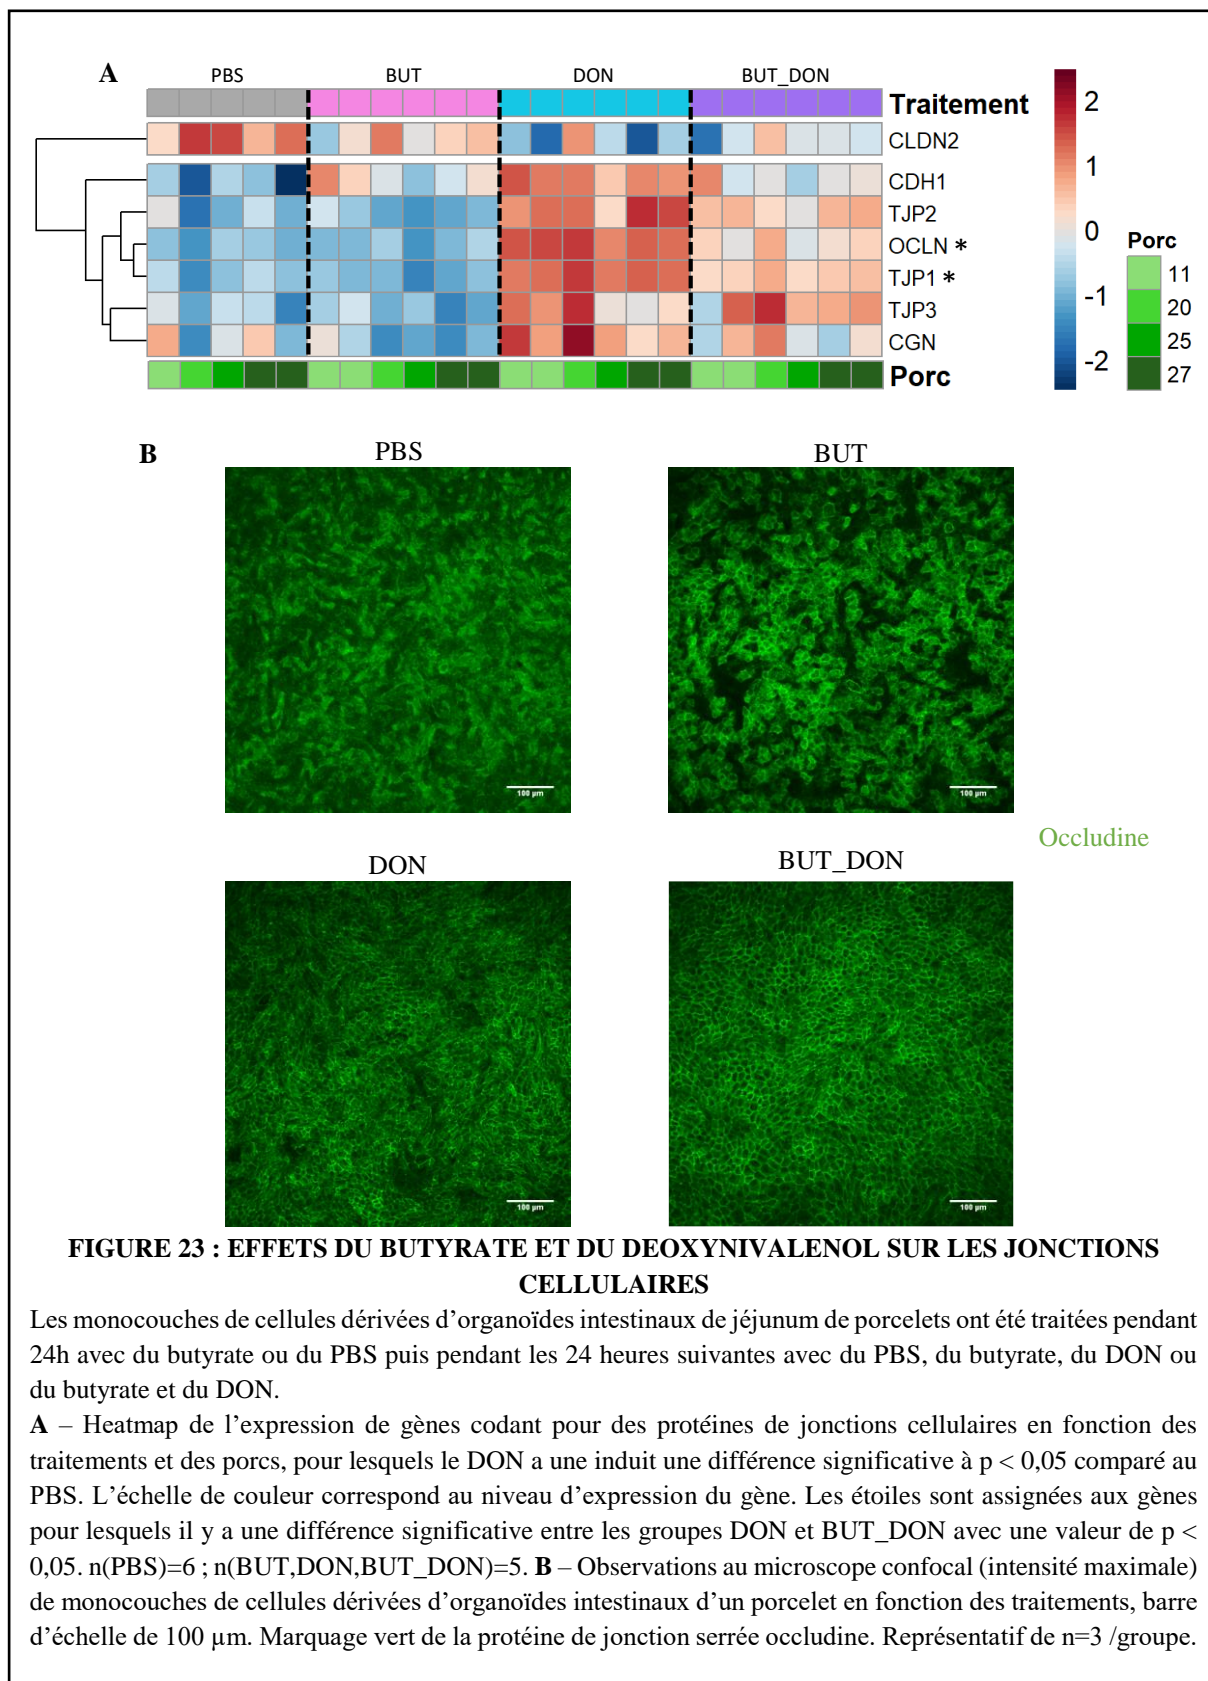 A
PBS BUT DON BUT_DON
Traitement
CLDN2
CDH1
TJP2
OCLN *
TJP1 *
TJP3
CGN
Porc
2
1
0
-1
-2
Porc
11
20
25
27
B
PBS
BUT
100 µm
100 µm
Occludine
DON
BUT_DON
100 µm
100 µm
FIGURE 23 : EFFETS DU BUTYRATE ET DU DEOXYNIVALENOL SUR LES JONCTIONS
CELLULAIRES
Les monocouches de cellules dérivées d’organoïdes intestinaux de jéjunum de porcelets ont été traitées pendant
24h avec du butyrate ou du PBS puis pendant les 24 heures suivantes avec du PBS, du butyrate, du DON ou
du butyrate et du DON.
A – Heatmap de l’expression de gènes codant pour des protéines de jonctions cellulaires en fonction des
traitements et des porcs, pour lesquels le DON a une induit une différence significative à p < 0,05 comparé au
PBS. L’échelle de couleur correspond au niveau d’expression du gène. Les étoiles sont assignées aux gènes
pour lesquels il y a une différence significative entre les groupes DON et BUT_DON avec une valeur de p <
0,05. n(PBS)=6 ; n(BUT,DON,BUT_DON)=5. B – Observations au microscope confocal (intensité maximale)
de monocouches de cellules dérivées d’organoïdes intestinaux d’un porcelet en fonction des traitements, barre
d’échelle de 100 µm. Marquage vert de la protéine de jonction serrée occludine. Représentatif de n=3 /groupe.